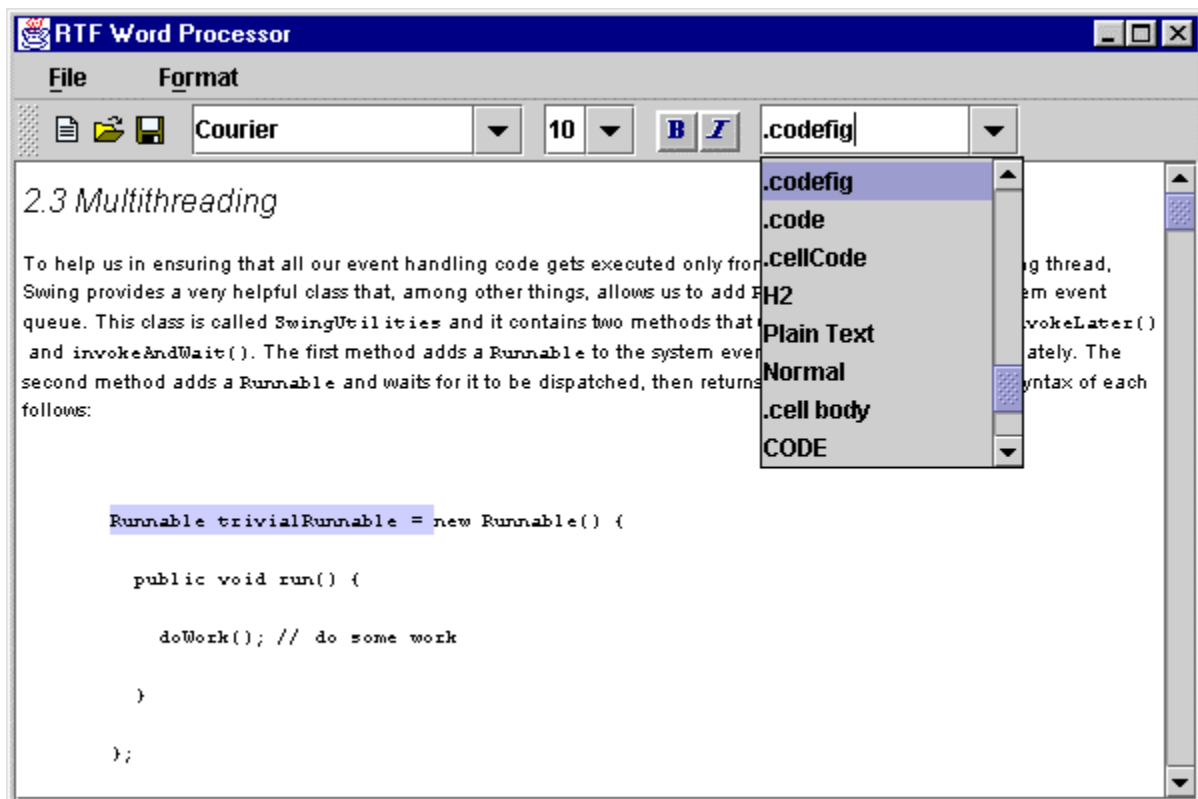 RTF Word Processor
File Format
Courier 10 B I .codefig
.codefig
.code
.cellCode
H2
Plain Text
Normal
.cell body
CODE
2.3 Multithreading
To help us in ensuring that all our event handling code gets executed only g thread,
Swing provides a very helpful class that, among other things, allows us to add event
queue. This class is called SwingUtilities and it contains two methods that vokeLater()
and invokeAndWait(). The first method adds a Runnable to the system ately. The
second method adds a Runnable and waits for it to be dispatched, then returns yntax of each
follows:
Runnable trivialRunnable = new Runnable() {
public void run() {
doWork(); // do some work
}
};